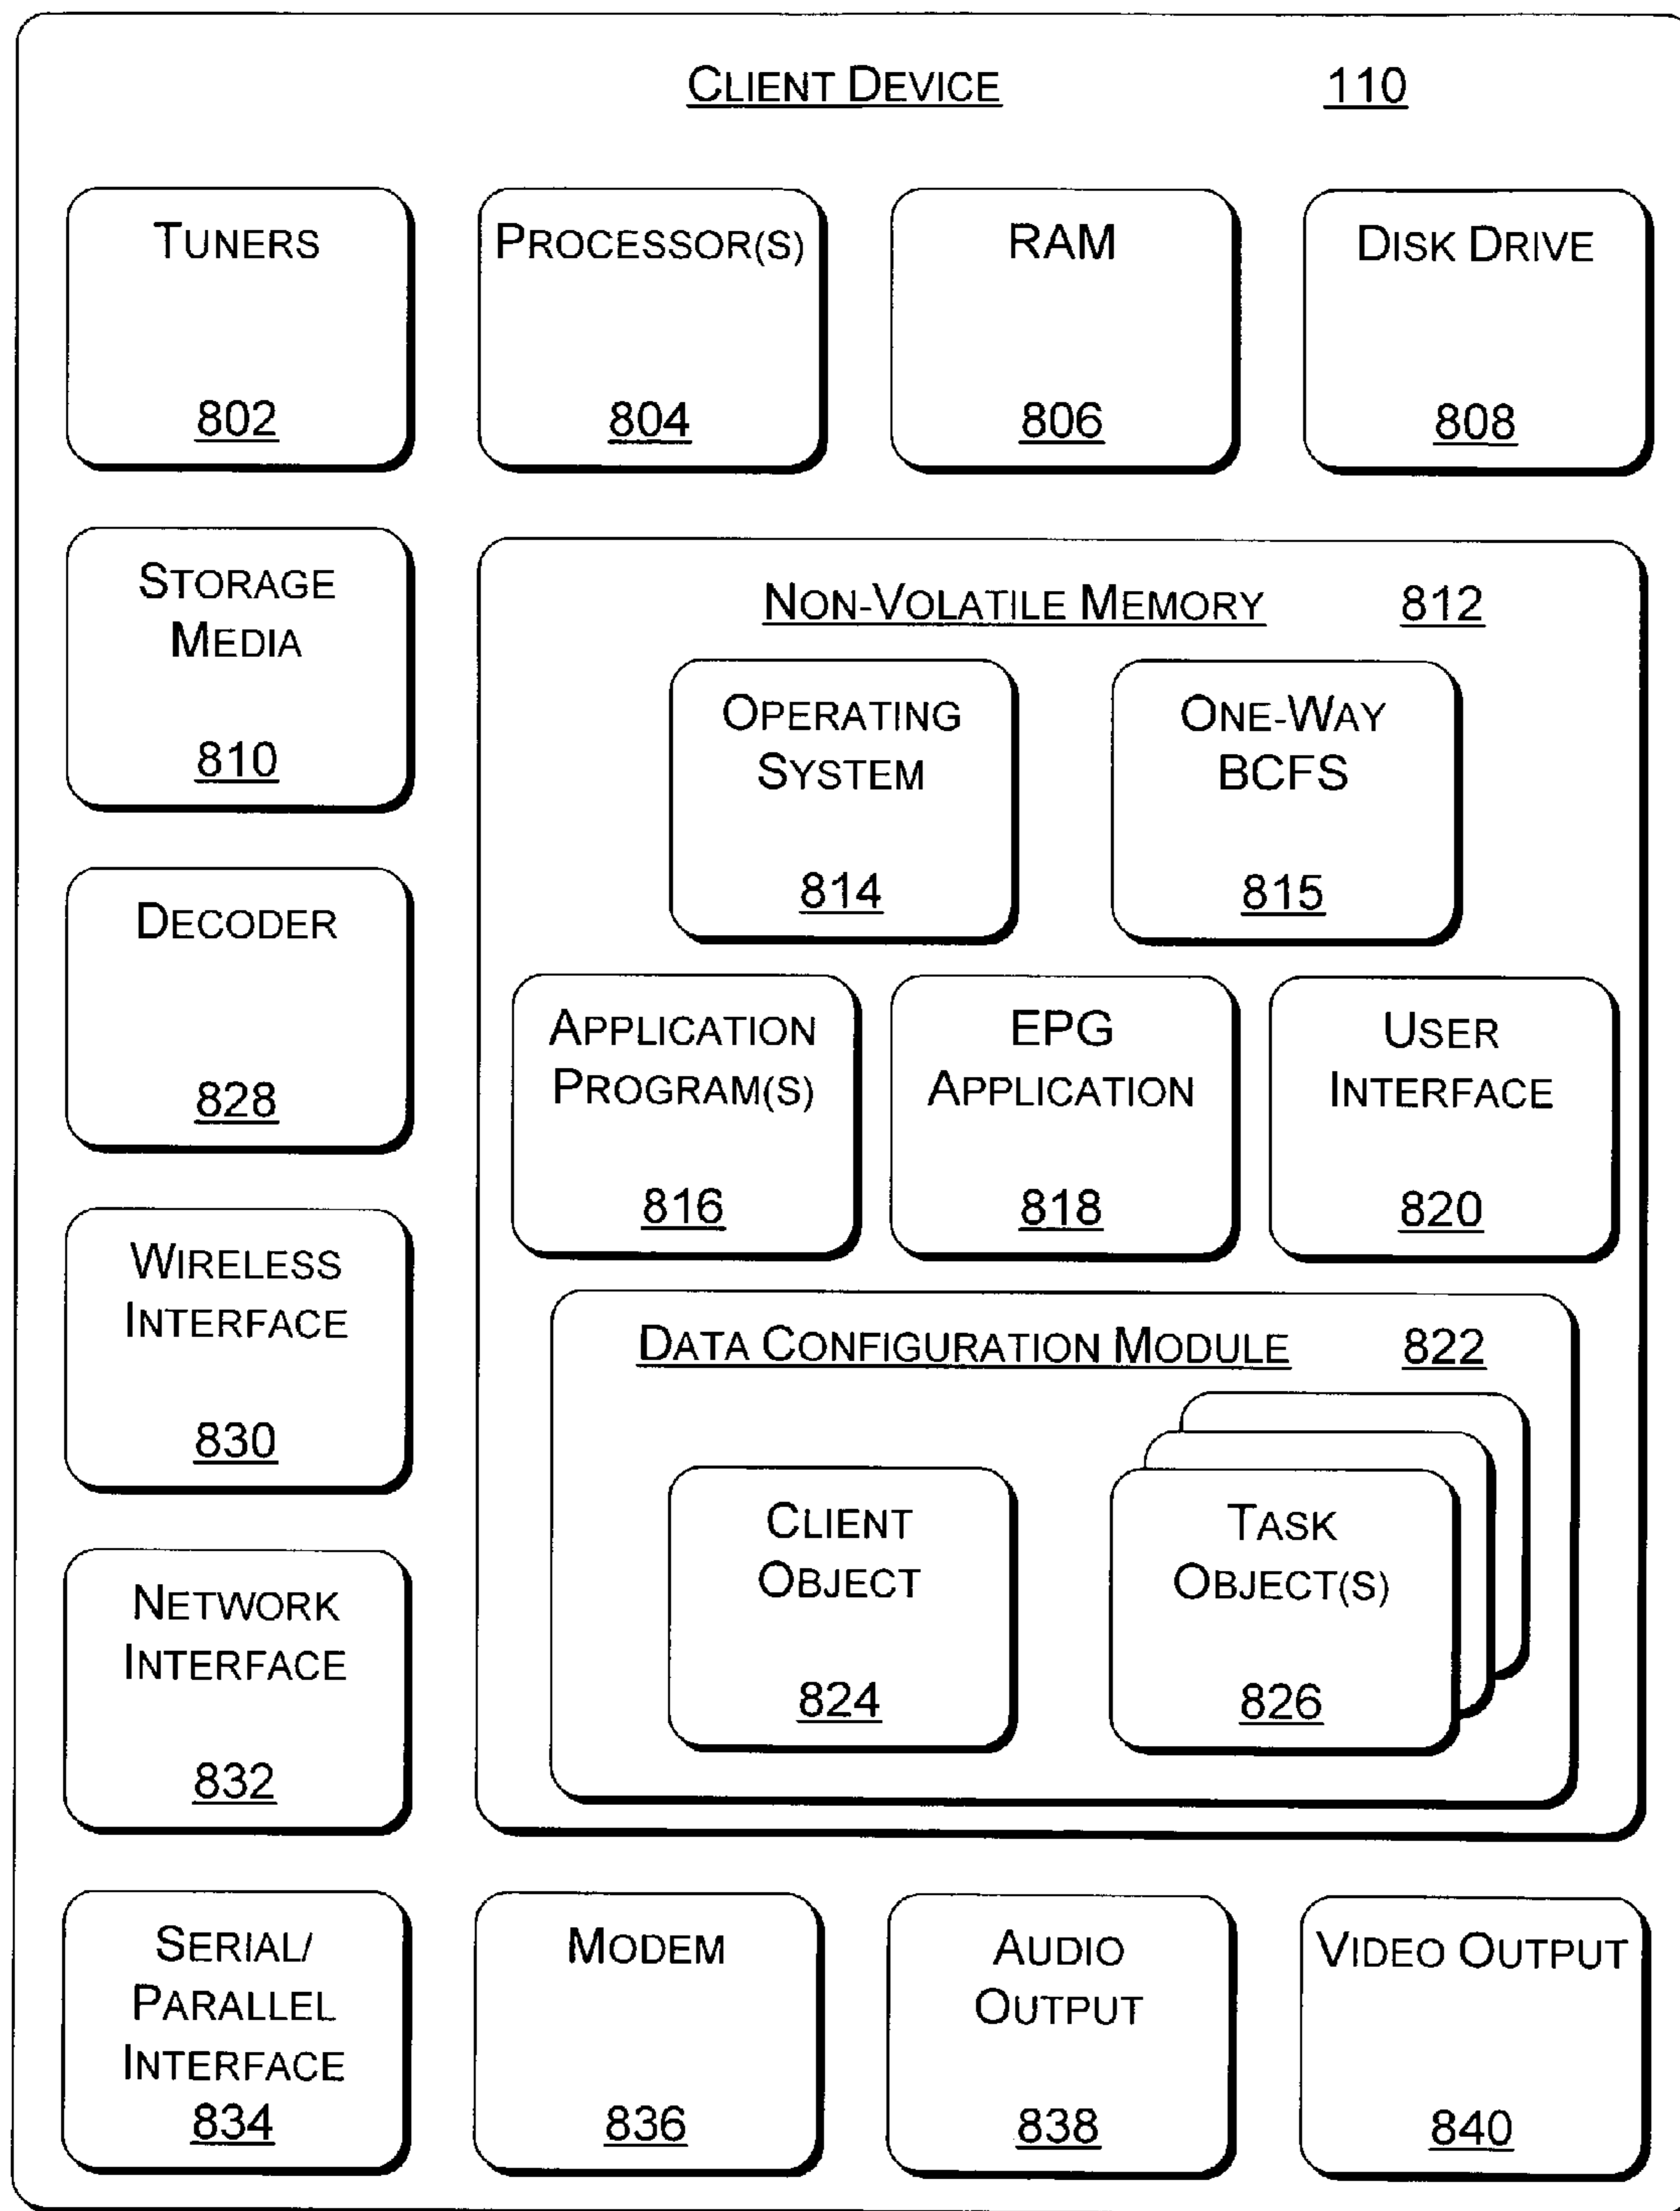 CLIENT DEVICE 110
TUNERS
802
PROCESSOR(S)
804
RAM
806
DISK DRIVE
808
STORAGE
MEDIA
810
NON-VOLATILE MEMORY 812
OPERATING
SYSTEM
814
ONE-WAY
BCFS
815
DECODER
828
APPLICATION
PROGRAM(S)
816
EPG
APPLICATION
818
USER
INTERFACE
820
WIRELESS
INTERFACE
830
DATA CONFIGURATION MODULE 822
CLIENT
OBJECT
824
TASK
OBJECT(S)
826
NETWORK
INTERFACE
832
SERIAL/
PARALLEL
INTERFACE
834
MODEM
836
AUDIO
OUTPUT
838
VIDEO OUTPUT
840